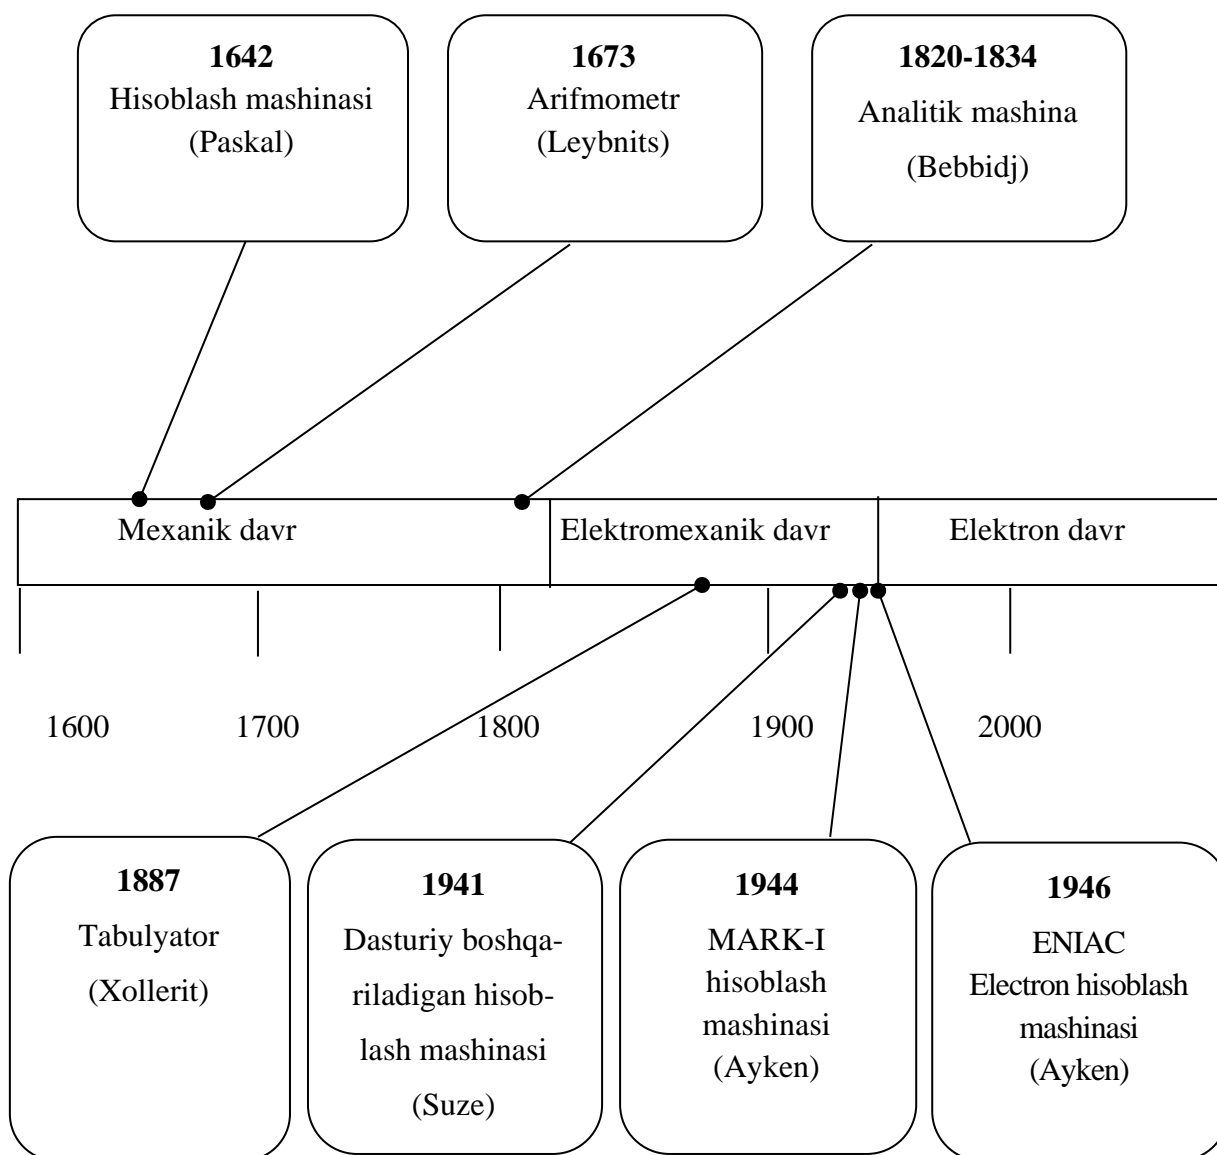 1642
Hisoblash mashinasi
(Paskal)
1673
Arifmometr
(Leybnits)
1820-1834
Analitik mashina
(Bebbidj)
Mexanik davr
Elektromexanik davr
Elektron davr
1600
1700
1800
1900
2000
1887
Tabulyator
(Xollerit)
1941
Dasturiy boshqa-
riladigan hisob-
lash mashinasi
(Suze)
1944
MARK-I
hisoblash
mashinasi
(Ayken)
1946
ENIAC
Electron hisoblash
mashinasi
(Ayken)